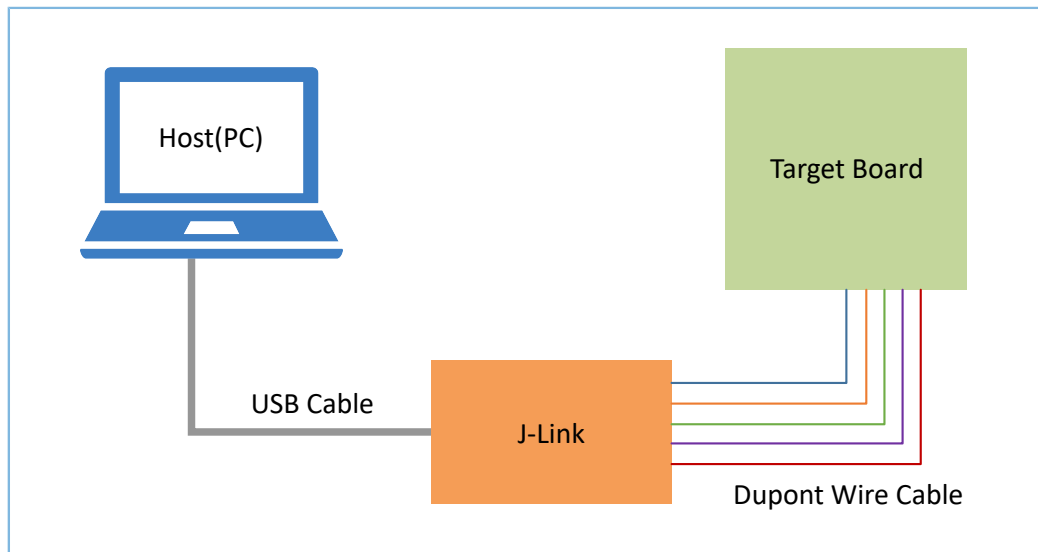 Host(PC)
Target Board
USB Cable
J-Link
Dupont Wire Cable